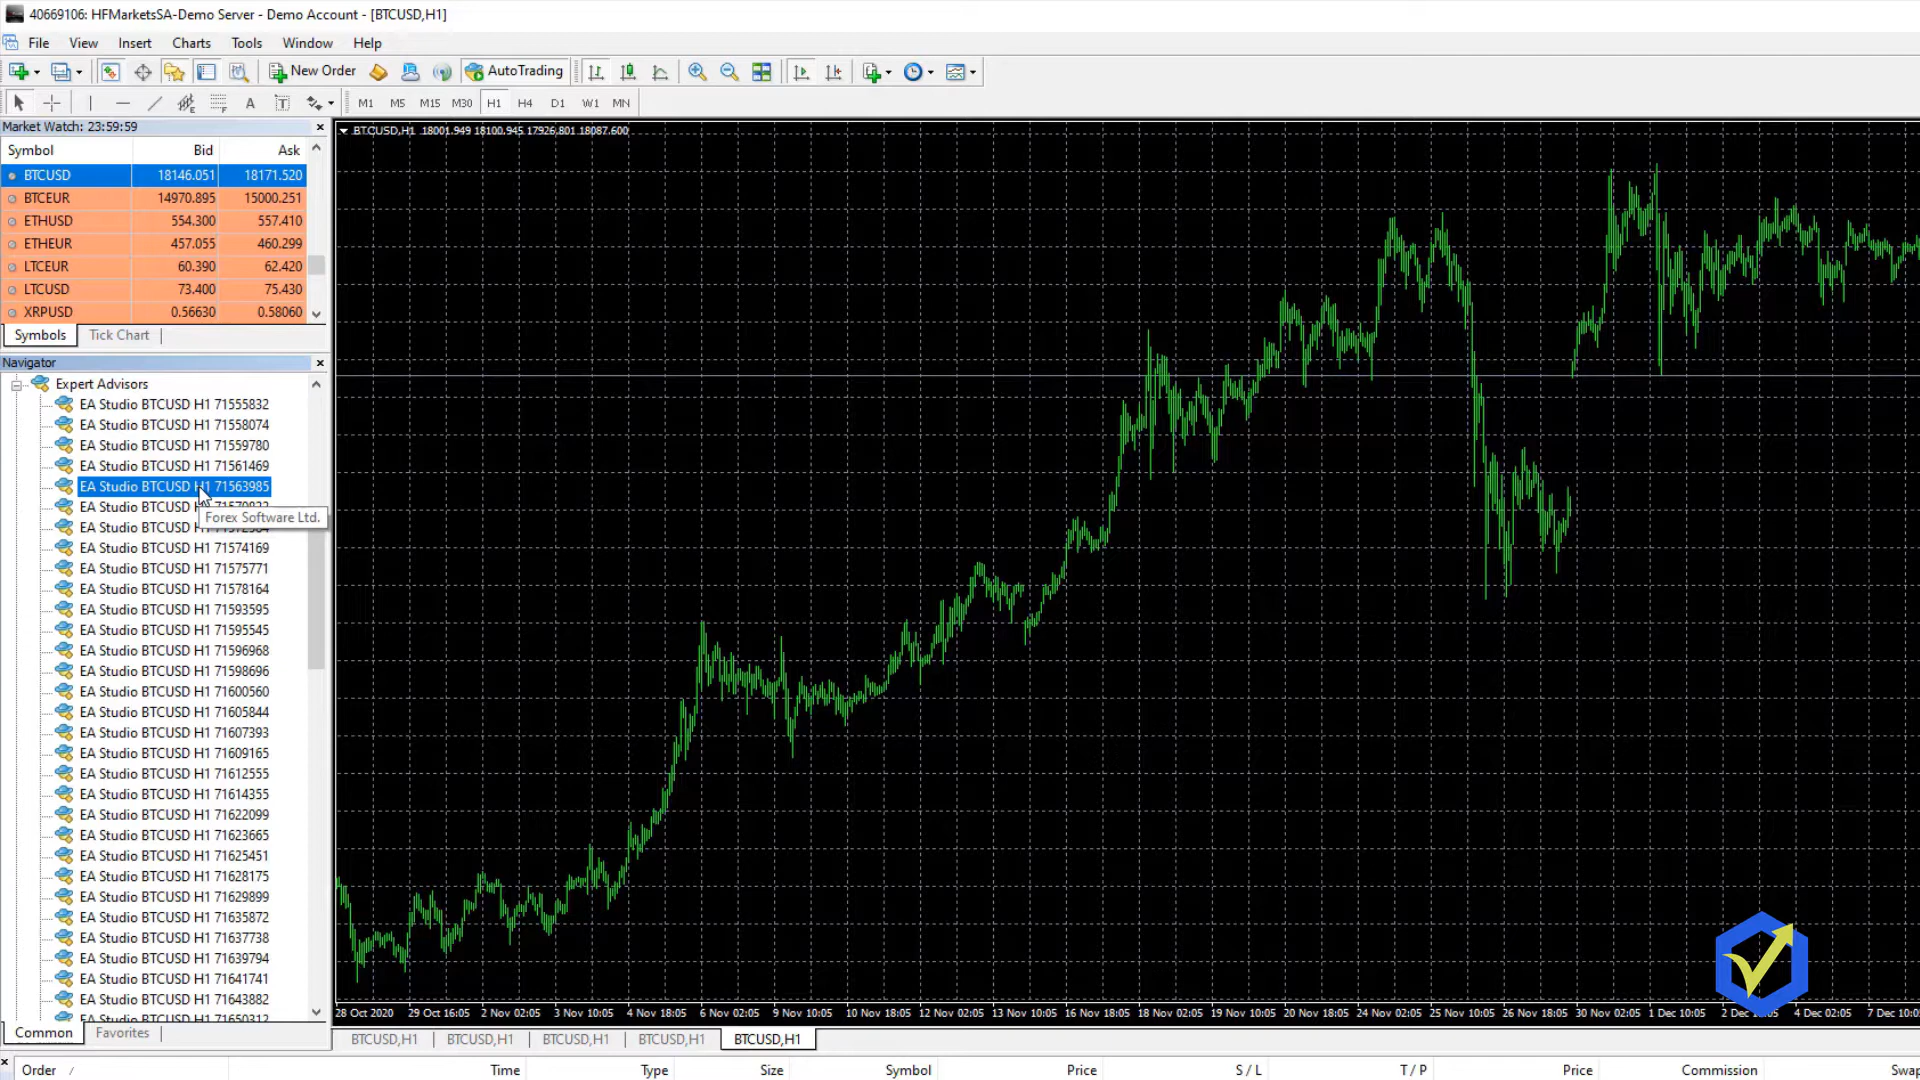 40669106: HFMarketsSA-Demo Server - Demo Account - [BTCUSD,H1]
File View Insert Charts Tools Window Help
New Order AutoTrading
A T M1 M5 M15 M30 H1 H4 D1 W1 MN
Market Watch: 23:59:59
Symbol Bid Ask
BTCUSD 18146.051 18171.520
BTCEUR 14970.895 15000.251
ETHUSD 554.300 557.410
ETHEUR 457.055 460.299
LTCEUR 60.390 62.420
LTCUSD 73.400 75.430
XRPUSD 0.56630 0.58060
Symbols Tick Chart
Navigator
Expert Advisors
EA Studio BTCUSD H1 71555832
EA Studio BTCUSD H1 71558074
EA Studio BTCUSD H1 71559780
EA Studio BTCUSD H1 71561469
EA Studio BTCUSD H1 71563985
EA Studio BTCUSD
Forex Software Ltd.
EA Studio BTCUSD
EA Studio BTCUSD H1 71574169
EA Studio BTCUSD H1 71575771
EA Studio BTCUSD H1 71578164
EA Studio BTCUSD H1 71593595
EA Studio BTCUSD H1 71595545
EA Studio BTCUSD H1 71596968
EA Studio BTCUSD H1 71598696
EA Studio BTCUSD H1 71600560
EA Studio BTCUSD H1 71605844
EA Studio BTCUSD H1 71607393
EA Studio BTCUSD H1 71609165
EA Studio BTCUSD H1 71612555
EA Studio BTCUSD H1 71614355
EA Studio BTCUSD H1 71622099
EA Studio BTCUSD H1 71623665
EA Studio BTCUSD H1 71625451
EA Studio BTCUSD H1 71628175
EA Studio BTCUSD H1 71629899
EA Studio BTCUSD H1 71635872
EA Studio BTCUSD H1 71637738
EA Studio BTCUSD H1 71639794
EA Studio BTCUSD H1 71641741
EA Studio BTCUSD H1 71643882
EA Studio BTCUSD H1 71650312
Common Favorites
BTCUSD,H1 18001.949 18100.945 17926.801 18087.600
28 Oct 2020 29 Oct 16:05 2 Nov 02:05 3 Nov 10:05 4 Nov 18:05 6 Nov 02:05 9 Nov 10:05 10 Nov 18:05 12 Nov 02:05 13 Nov 10:05 16 Nov 18:05 18 Nov 02:05 19 Nov 10:05 20 Nov 18:05 24 Nov 02:05 25 Nov 10:05 26 Nov 18:05 30 Nov 02:05 1 Dec 10:05 2 Dec 4 Dec 02:05 7 Dec 10:05
BTCUSD,H1 BTCUSD,H1 BTCUSD,H1 BTCUSD,H1 BTCUSD,H1
Order / Time Type Size Symbol Price S / L T / P Price Commission Swap